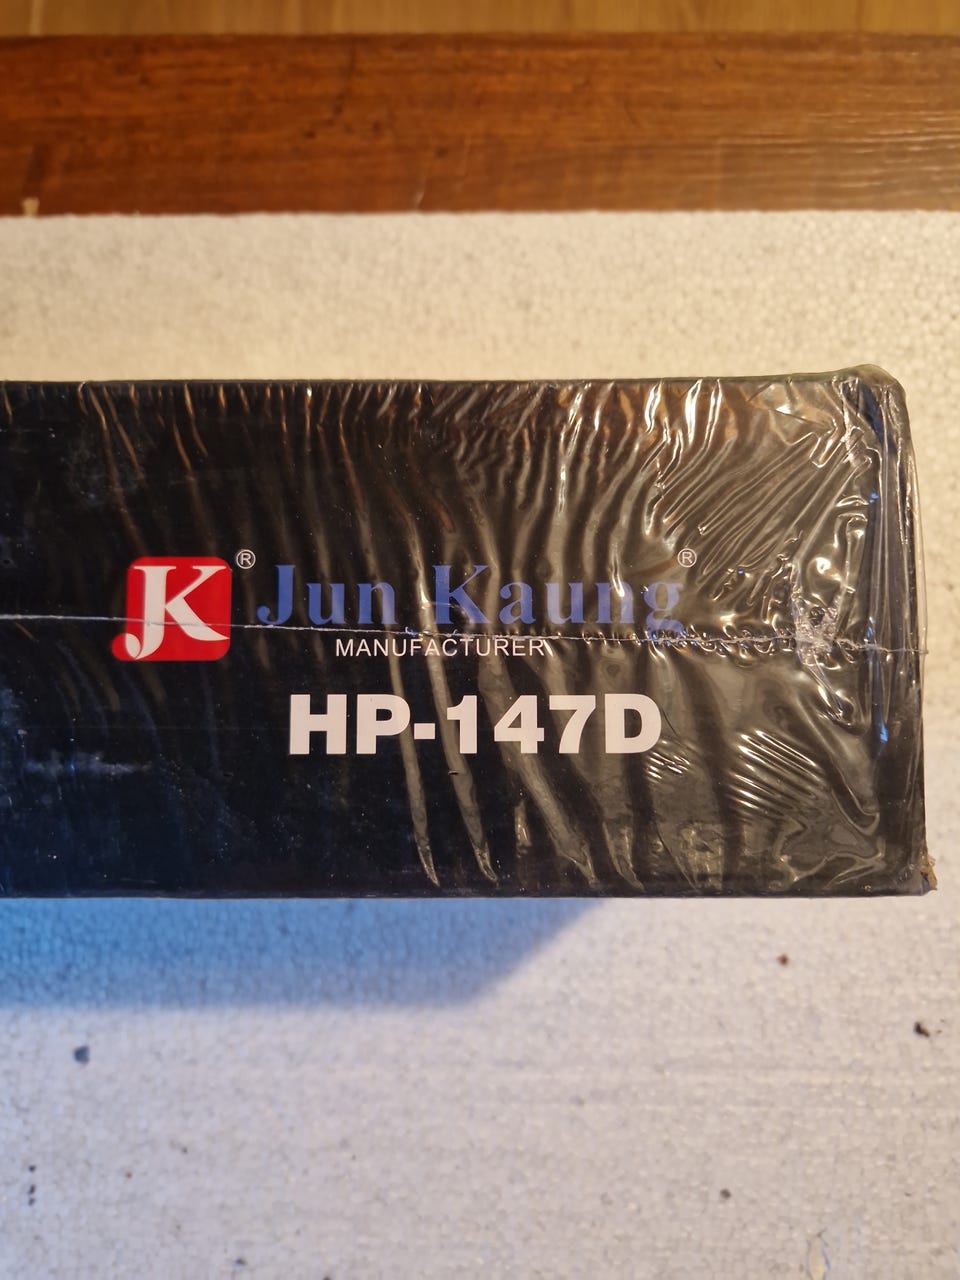 JK® Jun Kaung®
MANUFACTURER
HP-147D